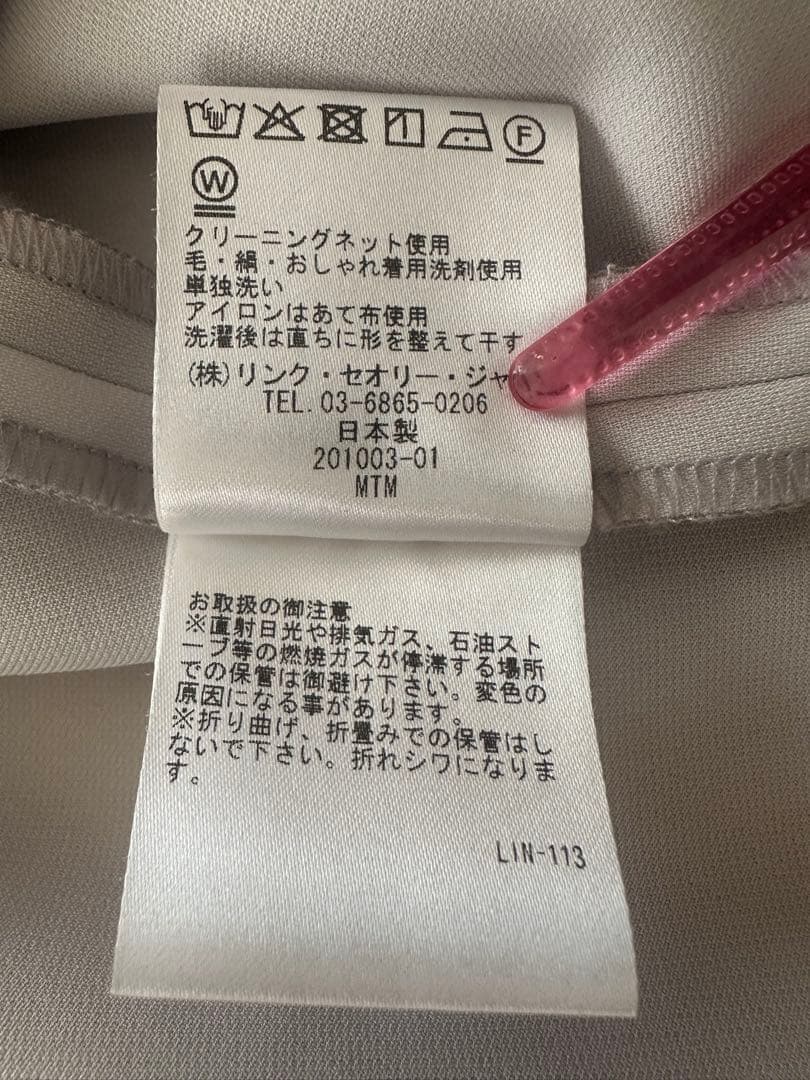 F
W
クリーニングネット使用
毛・絹・おしゃれ着用洗剤使用
単独洗い
アイロンはあて布使用
洗濯後は直ちに形を整えて干す
(株)リンク・セオリー・ジャ
TEL.03-6865-0206
日本製
201003-01
MTM
お取扱の御注意
※直射日光や排気ガス、石油スト
ーブ等の燃焼ガスが停滞する場所
での保管は御避け下さい。変色の
原因になる事があります。
※折り曲げ、折畳みでの保管はし
ないで下さい。折れシワになりま
す。
LIN-113